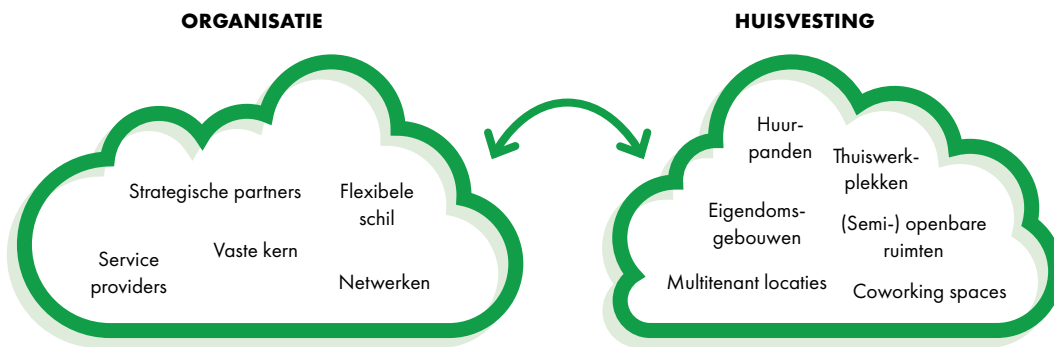 ORGANISATIE
Strategische partners
Flexibele
schil
Vaste kern
Service
providers
Netwerken
HUISVESTING
Huur-
panden
Thuiswerk-
plekken
Eigendoms-
gebouwen
(Semi-) openbare
ruimten
Multitenant locaties
Coworking spaces